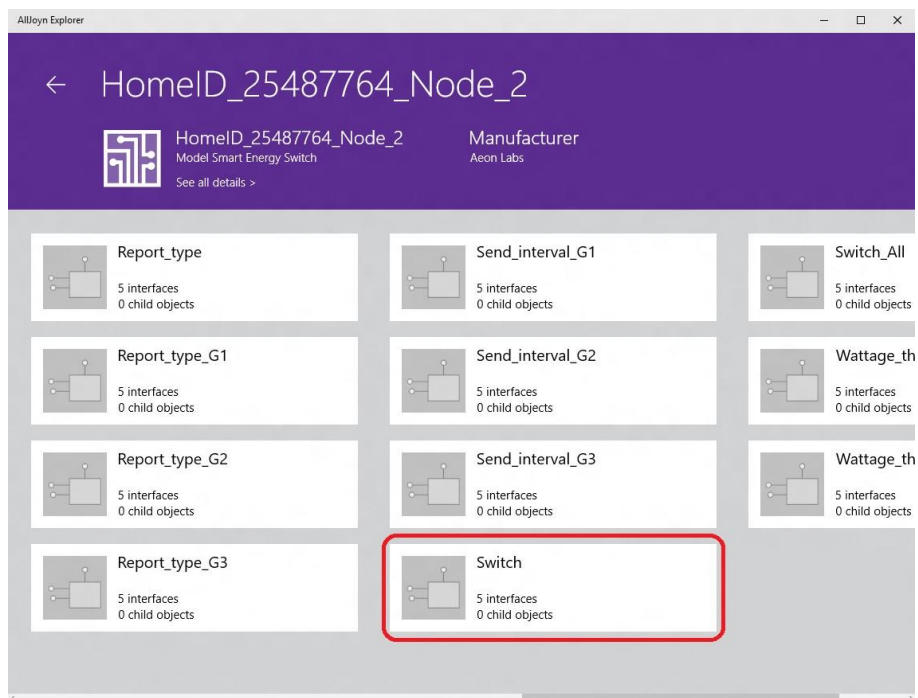 AllJoyn Explorer
HomeID_25487764_Node_2
HomeID_25487764_Node_2
Model Smart Energy Switch
See all details >
Manufacturer
Aeon Labs
Report_type
5 interfaces
0 child objects
Report_type_G1
5 interfaces
0 child objects
Report_type_G2
5 interfaces
0 child objects
Report_type_G3
5 interfaces
0 child objects
Send_interval_G1
5 interfaces
0 child objects
Send_interval_G2
5 interfaces
0 child objects
Send_interval_G3
5 interfaces
0 child objects
Switch
5 interfaces
0 child objects
Switch_All
5 interfaces
0 child objects
Wattage_th
5 interfaces
0 child objects
Wattage_th
5 interfaces
0 child objects